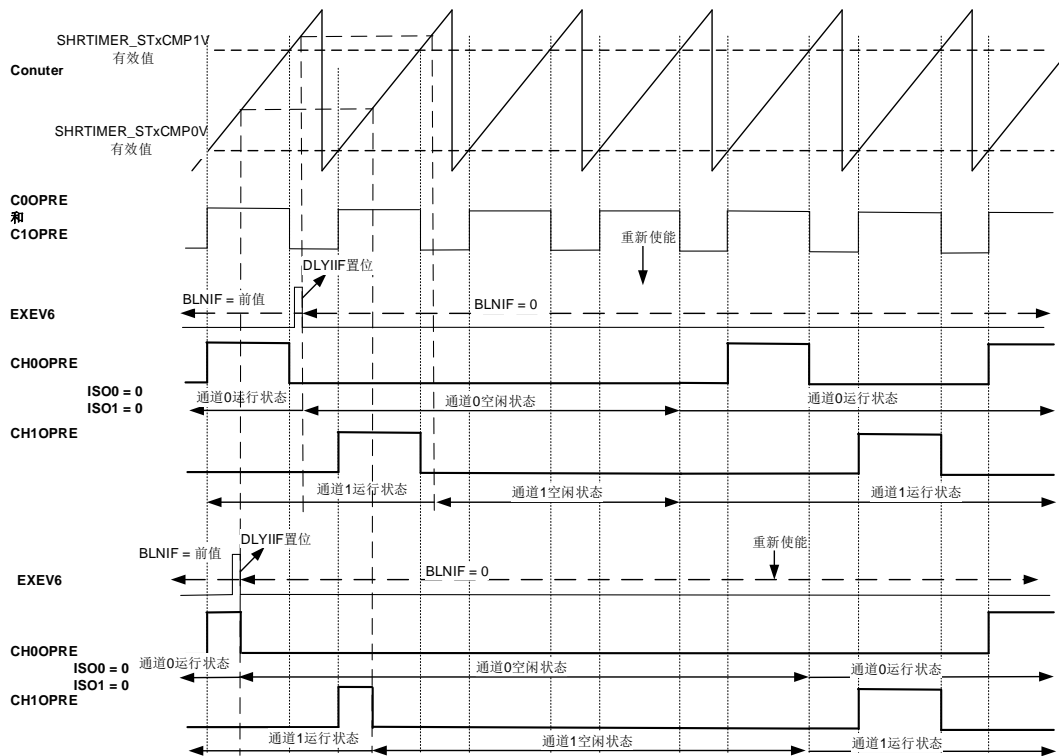 SHRTIMER_STxCMP1V
有效值
Conuter
SHRTIMER_STxCMP0V
有效值
C0OPRE
和
C1OPRE
重新使能
DLYIIF置位
BLNIF = 前值
BLNIF = 0
EXEV6
CH0OPRE
ISO0 = 0
ISO1 = 0
通道0运行状态
通道0空闲状态
通道0运行状态
CH1OPRE
通道1运行状态
通道1空闲状态
通道1运行状态
DLYIIF置位
重新使能
BLNIF = 前值
BLNIF = 0
EXEV6
CH0OPRE
ISO0 = 0
ISO1 = 0
通道0运行状态
通道0空闲状态
通道0运行状态
CH1OPRE
通道1运行状态
通道1空闲状态
通道1运行状态